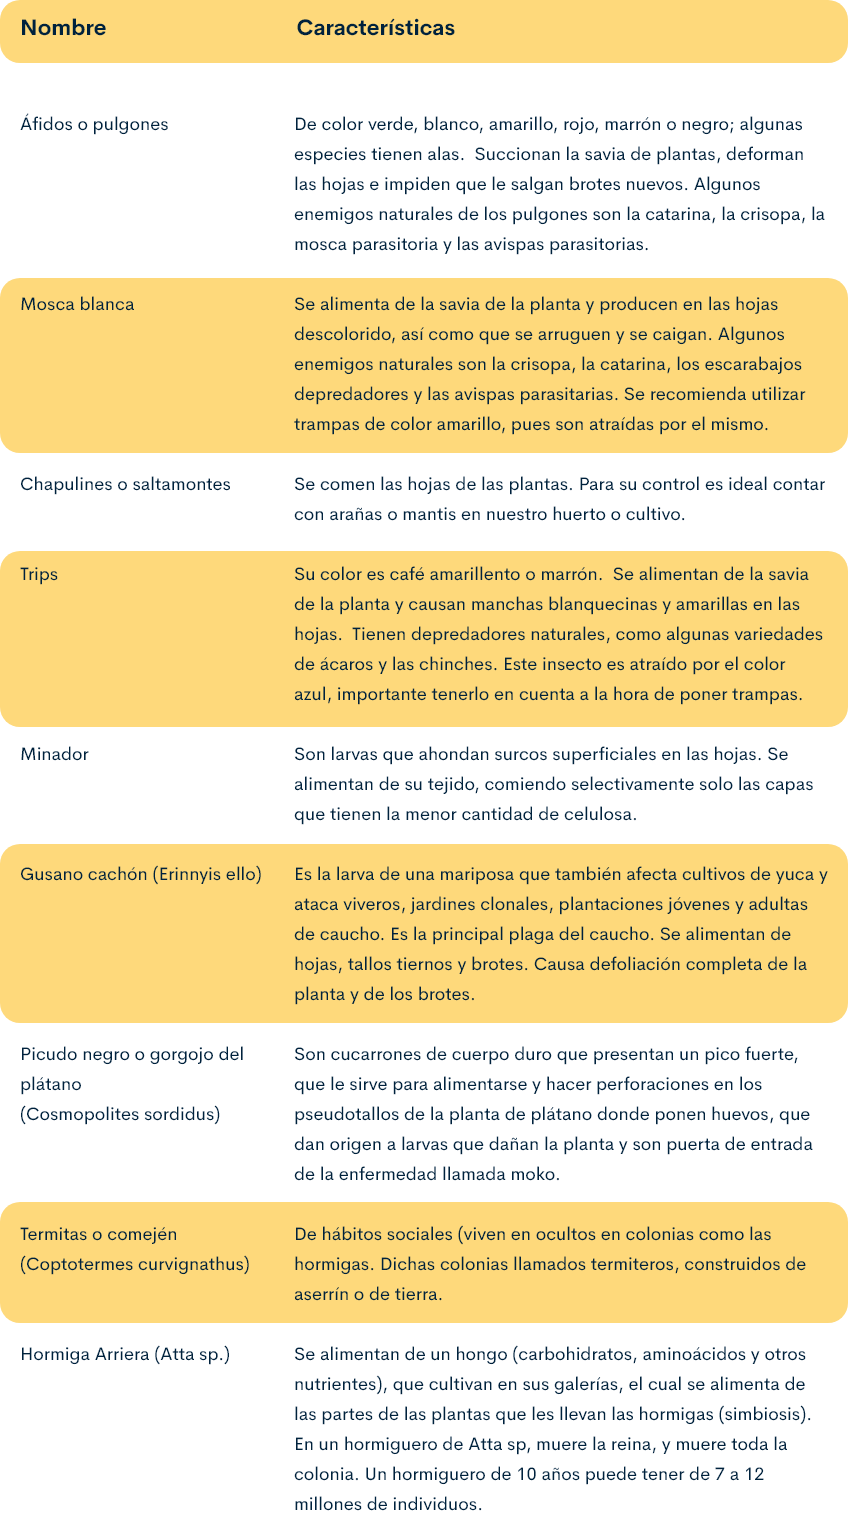 Nombre Características
Áfidos o pulgones De color verde, blanco, amarillo, rojo, marrón o negro; algunas
especies tienen alas.  Succionan la savia de plantas, deforman
las hojas e impiden que le salgan brotes nuevos. Algunos
enemigos naturales de los pulgones son la catarina, la crisopa, la
mosca parasitoria y las avispas parasitorias.
Mosca blanca Se alimenta de la savia de la planta y producen en las hojas
descolorido, así como que se arruguen y se caigan. Algunos
enemigos naturales son la crisopa, la catarina, los escarabajos
depredadores y las avispas parasitarias. Se recomienda utilizar
trampas de color amarillo, pues son atraídas por el mismo.
Chapulines o saltamontes Se comen las hojas de las plantas. Para su control es ideal contar
con arañas o mantis en nuestro huerto o cultivo.
Trips Su color es café amarillento o marrón.  Se alimentan de la savia
de la planta y causan manchas blanquecinas y amarillas en las
hojas.  Tienen depredadores naturales, como algunas variedades
de ácaros y las chinches. Este insecto es atraído por el color
azul, importante tenerlo en cuenta a la hora de poner trampas.
Minador Son larvas que ahondan surcos superficiales en las hojas. Se
alimentan de su tejido, comiendo selectivamente solo las capas
que tienen la menor cantidad de celulosa.
Gusano cachón (Erinnyis ello) Es la larva de una mariposa que también afecta cultivos de yuca y
ataca viveros, jardines clonales, plantaciones jóvenes y adultas
de caucho. Es la principal plaga del caucho. Se alimentan de
hojas, tallos tiernos y brotes. Causa defoliación completa de la
planta y de los brotes.
Picudo negro o gorgojo del Son cucarrones de cuerpo duro que presentan un pico fuerte,
plátano que le sirve para alimentarse y hacer perforaciones en los
(Cosmopolites sordidus) pseudotallos de la planta de plátano donde ponen huevos, que
dan origen a larvas que dañan la planta y son puerta de entrada
de la enfermedad llamada moko.
Termitas o comején De hábitos sociales (viven en ocultos en colonias como las
(Coptotermes curvignathus) hormigas. Dichas colonias llamados termiteros, construidos de
aserrín o de tierra.
Hormiga Arriera (Atta sp.) Se alimentan de un hongo (carbohidratos, aminoácidos y otros
nutrientes), que cultivan en sus galerías, el cual se alimenta de
las partes de las plantas que les llevan las hormigas (simbiosis).
En un hormiguero de Atta sp, muere la reina, y muere toda la
colonia. Un hormiguero de 10 años puede tener de 7 a 12
millones de individuos.